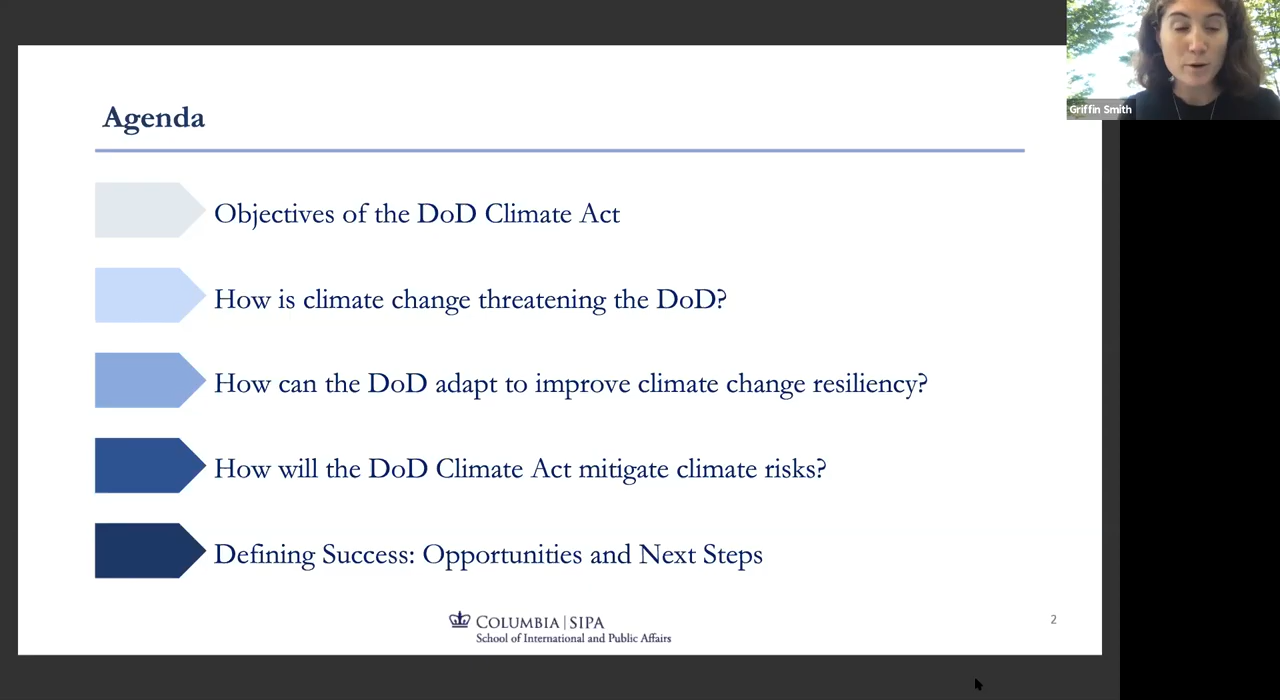 Griffin Smith
Agenda
Objectives of the DoD Climate Act
How is climate change threatening the DoD?
How can the DoD adapt to improve climate change resiliency?
How will the DoD Climate Act mitigate climate risks?
Defining Success: Opportunities and Next Steps
COLUMBIA | SIPA
School of International and Public Affairs
2